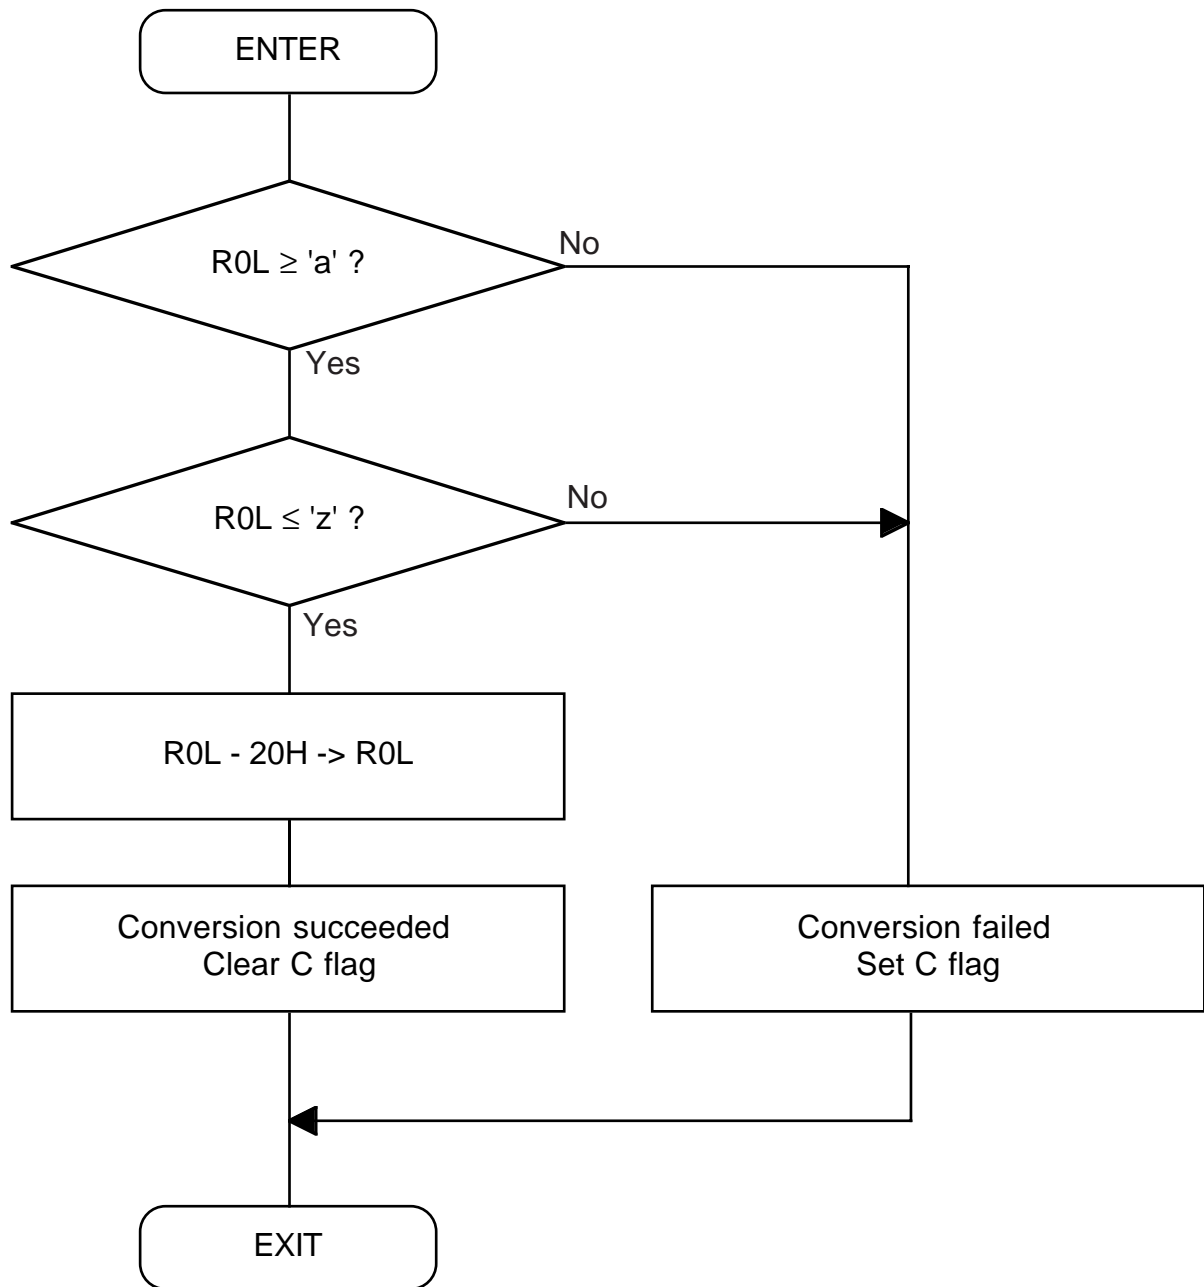 ENTER
R0L ≥ 'a' ?
No
Yes
R0L ≤ 'z' ?
No
Yes
R0L - 20H -> R0L
Conversion succeeded
Clear C flag
Conversion failed
Set C flag
EXIT